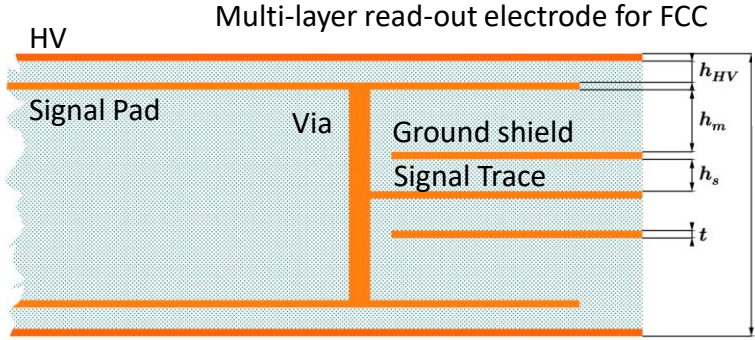 Multi-layer read-out electrode for FCC
HV
h_HV
Signal Pad
Via
h_m
Ground shield
Signal Trace
h_s
t